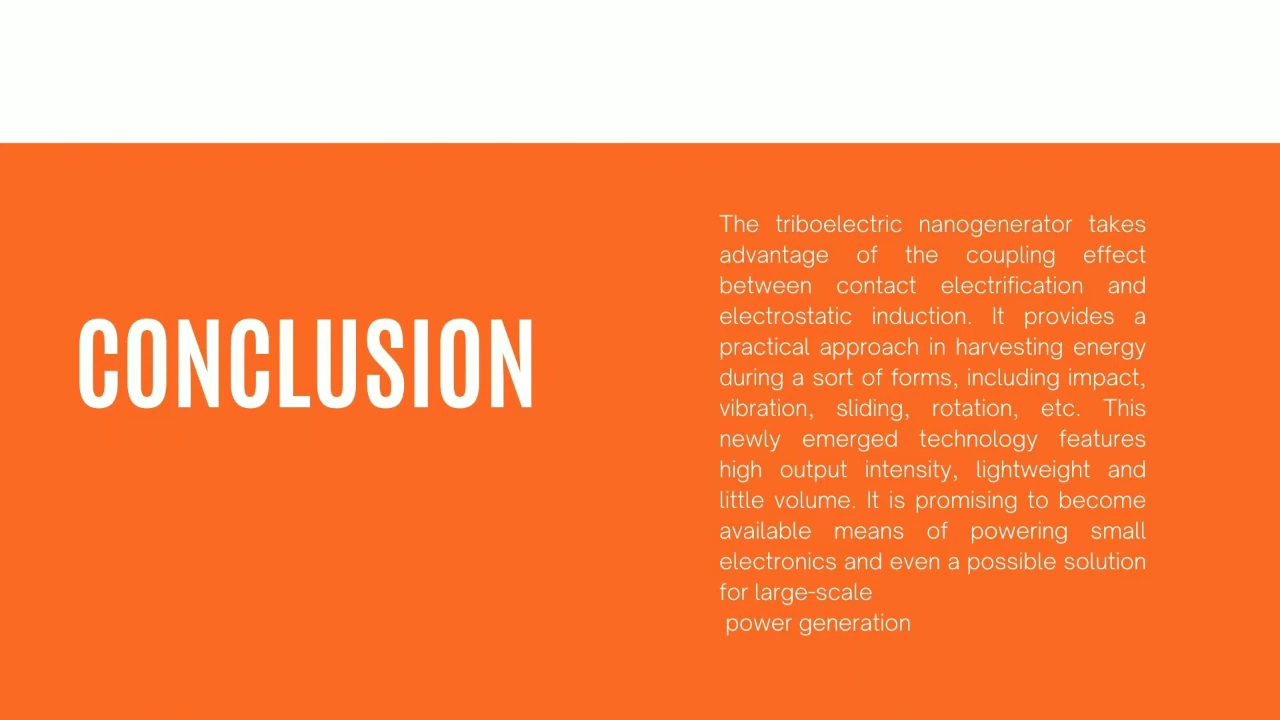 CONCLUSION
The triboelectric nanogenerator takes
advantage of the coupling effect
between contact electrification and
electrostatic induction. It provides a
practical approach in harvesting energy
during a sort of forms, including impact,
vibration, sliding, rotation, etc. This
newly emerged technology features
high output intensity, lightweight and
little volume. It is promising to become
available means of powering small
electronics and even a possible solution
for large-scale
power generation